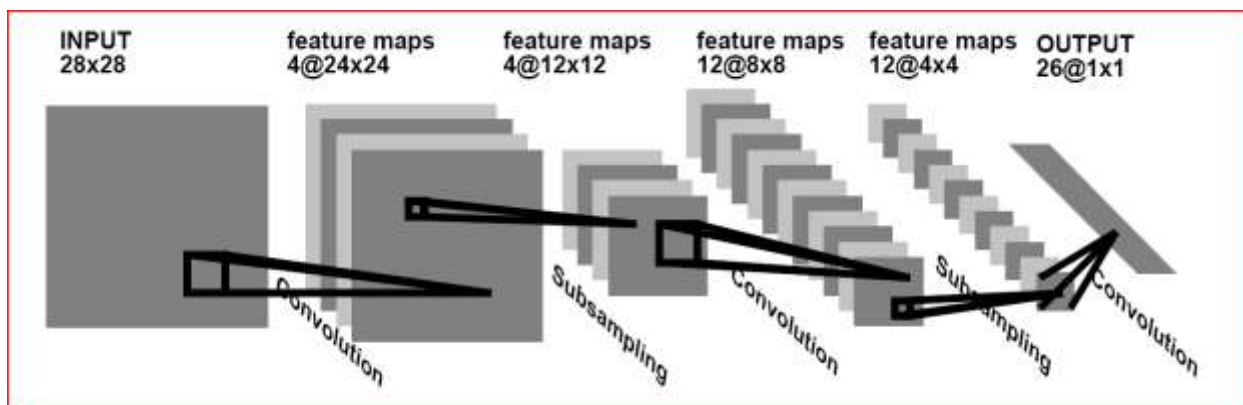 INPUT
28x28
feature maps
4@24x24
feature maps
4@12x12
feature maps
12@8x8
feature maps
12@4x4
OUTPUT
26@1x1
Convolution
Subsampling
Convolution
Subsampling
Convolution